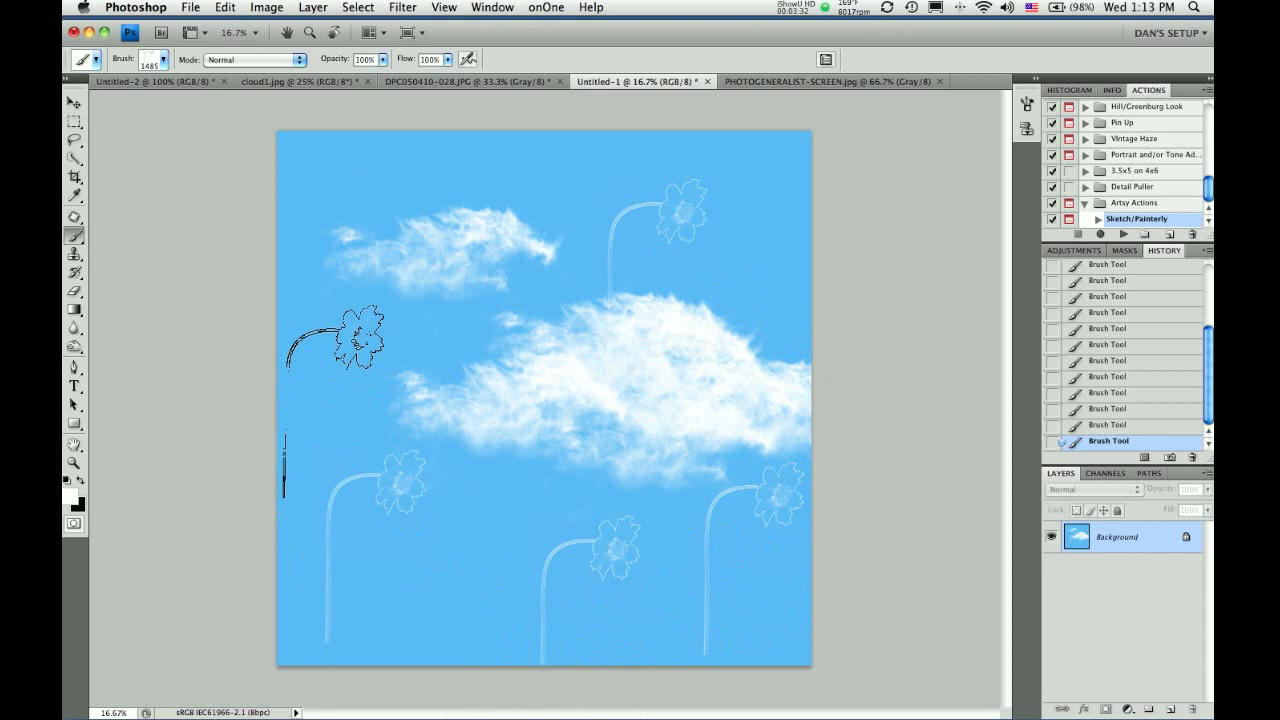 Photoshop File Edit Image Layer Select Filter View Window onOne Help iShowU HD 00:03:32 169°F 6017rpm (98%) Wed 1:13 PM
Ps Br 16.7% DAN'S SETUP
Brush: 1485 Mode: Normal Opacity: 100% Flow: 100%
Untitled-2 @ 100% (RGB/8) * cloud1.jpg @ 25% (RGB/8*) * DPC050410-028.JPG @ 33.3% (Gray/8) * Untitled-1 @ 16.7% (RGB/8) * PHOTOGENERALIST-SCREEN.jpg @ 66.7% (Gray/8)
HISTOGRAM INFO ACTIONS
Hill/Greenburg Look
Pin Up
Vintage Haze
Portrait and/or Tone Ad...
3.5x5 on 4x6
Detail Puller
Artsy Actions
Sketch/Painterly
ADJUSTMENTS MASKS HISTORY
Brush Tool
Brush Tool
Brush Tool
Brush Tool
Brush Tool
Brush Tool
Brush Tool
Brush Tool
Brush Tool
Brush Tool
Brush Tool
Brush Tool
LAYERS CHANNELS PATHS
Normal Opacity: 100%
Lock: Fill: 100%
Background
16.67% sRGB IEC61966-2.1 (8bpc)